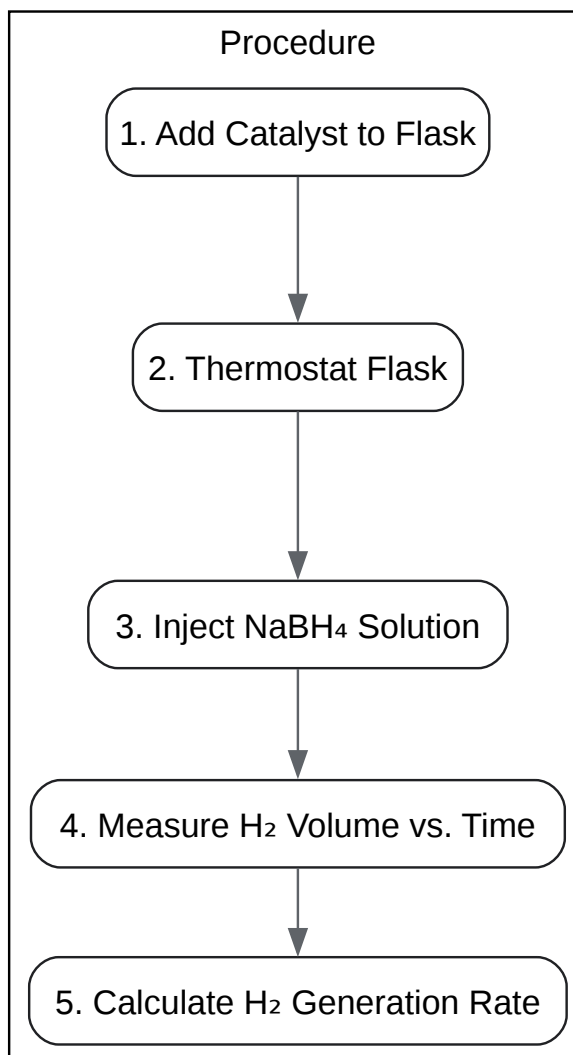 Procedure
1. Add Catalyst to Flask
2. Thermostat Flask
3. Inject NaBH₄ Solution
4. Measure H₂ Volume vs. Time
5. Calculate H₂ Generation Rate